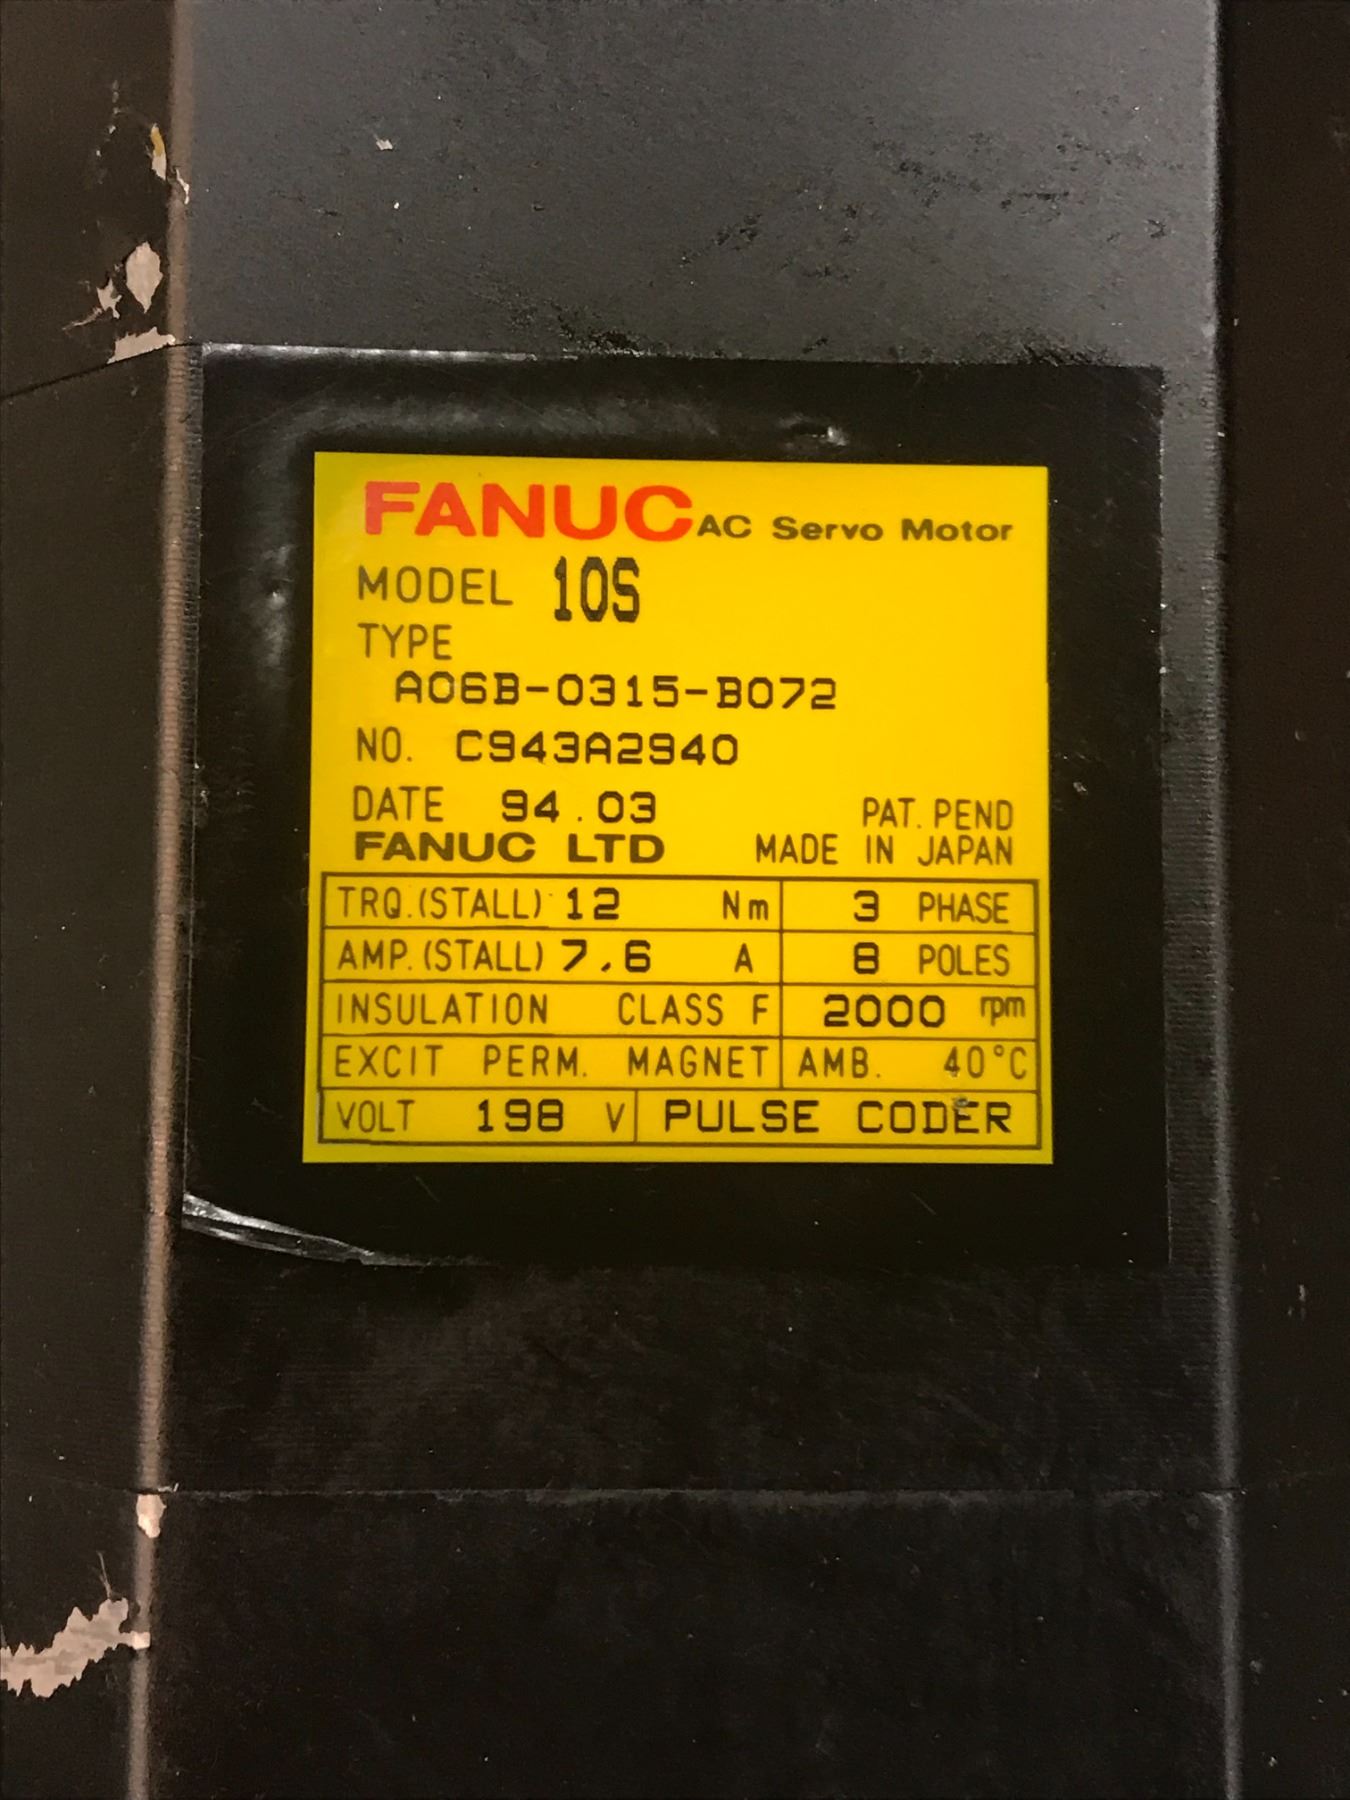 FANUC AC Servo Motor
MODEL 10S
TYPE
A06B-0315-B072
NO. C943A2940
DATE 94.03 PAT. PEND
FANUC LTD MADE IN JAPAN
TRQ.(STALL) 12 Nm 3 PHASE
AMP.(STALL) 7.6 A 8 POLES
INSULATION CLASS F 2000 rpm
EXCIT PERM. MAGNET AMB. 40°C
VOLT 198 V PULSE CODER